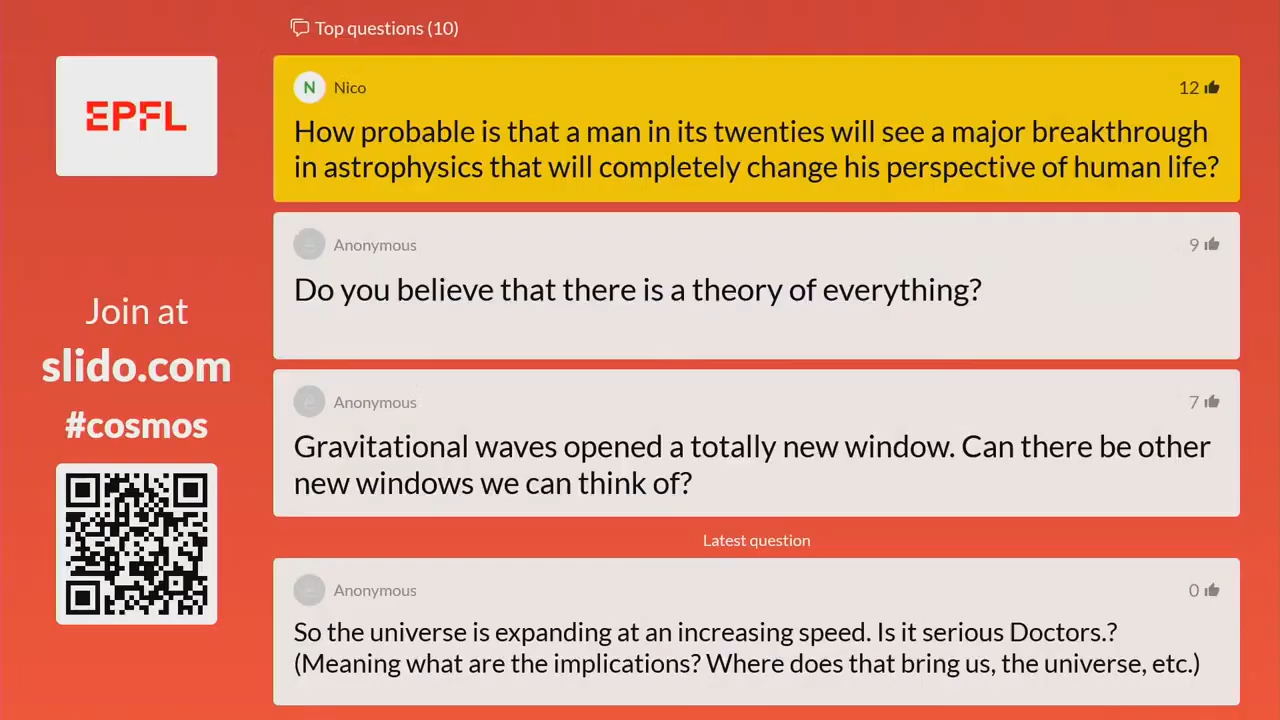 Top questions (10)
EPFL
N Nico
12
How probable is that a man in its twenties will see a major breakthrough
in astrophysics that will completely change his perspective of human life?
Anonymous
9
Do you believe that there is a theory of everything?
Join at
slido.com
#cosmos
Anonymous
7
Gravitational waves opened a totally new window. Can there be other
new windows we can think of?
Latest question
Anonymous
0
So the universe is expanding at an increasing speed. Is it serious Doctors.?
(Meaning what are the implications? Where does that bring us, the universe, etc.)